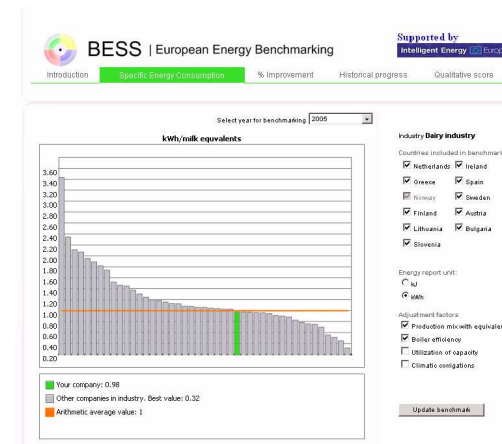 BESS | European Energy Benchmarking
Supported by
Intelligent Energy
Introduction
Specific Energy Consumption
% Improvement
Historical progress
Qualitative score
Select year for benchmarking 2005
kWh/milk equvalents
3.60
3.40
3.20
3.00
2.80
2.60
2.40
2.20
2.00
1.80
1.60
1.40
1.20
1.00
0.80
0.60
0.40
0.20
Your company: 0.98
Other companies in industry. Best value: 0.32
Arithmetic average value: 1
Industry Dairy industry
Countries included in
Netherlands Ireland
Greece Spain
Norway Sweden
Finland Austria
Lithuania Bulgaria
Slovenia
Energy report unit:
kJ
kWh
Adjustment factors
Production mix with
Boiler efficiency
Utilization of capacity
Climatic corrigations
Update benchmark